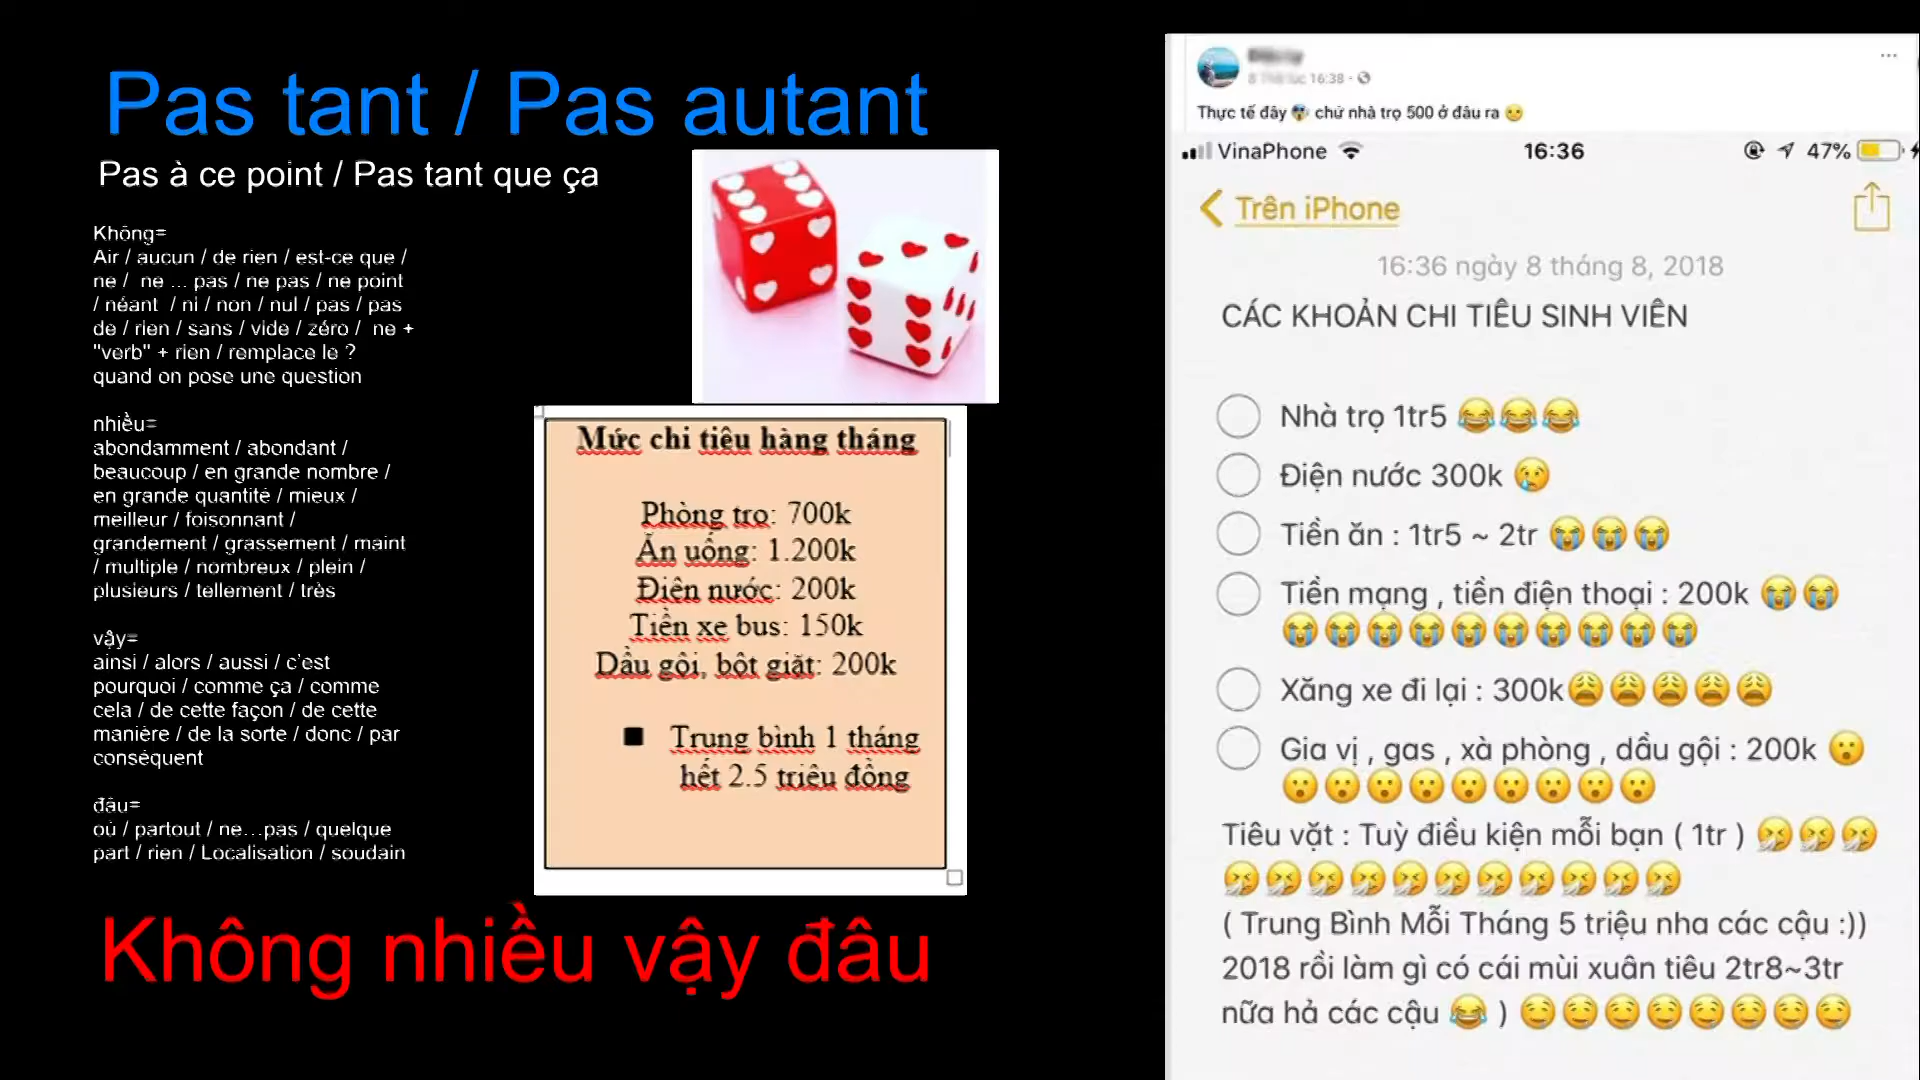 Pas tant / Pas autant
Pas à ce point / Pas tant que ça
Không=
Air / aucun / de rien / est-ce que /
ne / ne ... pas / ne pas / ne point
/ néant / ni / non / nul / pas / pas
de / rien / sans / vide / zéro / ne +
"verb" + rien / remplace le ?
quand on pose une question
nhiều=
abondamment / abondant /
beaucoup / en grande nombre /
en grande quantité / mieux /
meilleur / foisonnant /
grandement / grassement / maint
/ multiple / nombreux / plein /
plusieurs / tellement / très
vậy=
ainsi / alors / aussi / c'est
pourquoi / comme ça / comme
cela / de cette façon / de cette
manière / de la sorte / donc / par
conséquent
đâu=
où / partout / ne...pas / quelque
part / rien / Localisation / soudain
Không nhiều vậy đâu
Mức chi tiêu hàng tháng
Phòng trọ: 700k
Ăn uống: 1.200k
Điện nước: 200k
Tiền xe bus: 150k
Dầu gội, bột giặt: 200k
■ Trung bình 1 tháng
hết 2.5 triệu đồng
8 16:38
Thực tế đây 😭 chứ nhà trọ 500 ở đâu ra 😕
VinaPhone 16:36 47%
Trên iPhone
16:36 ngày 8 tháng 8, 2018
CÁC KHOẢN CHI TIÊU SINH VIÊN
Nhà trọ 1tr5 😂😂😂
Điện nước 300k 😢
Tiền ăn : 1tr5 ~ 2tr 😭😭😭
Tiền mạng , tiền điện thoại : 200k 😭😭
😭😭😭😭😭😭😭😭😭😭
Xăng xe đi lại : 300k😩😩😩😩😩
Gia vị , gas , xà phòng , dầu gội : 200k 😮
😮😮😮😮😮😮😮😮😮
Tiêu vặt : Tuỳ điều kiện mỗi bạn ( 1tr ) 🤧🤧🤧
🤧🤧🤧🤧🤧🤧🤧🤧🤧🤧🤧
( Trung Bình Mỗi Tháng 5 triệu nha các cậu :))
2018 rồi làm gì có cái mùi xuân tiêu 2tr8~3tr
nữa hả các cậu 😂 ) 🤤🤤🤤🤤🤤🤤🤤🤤